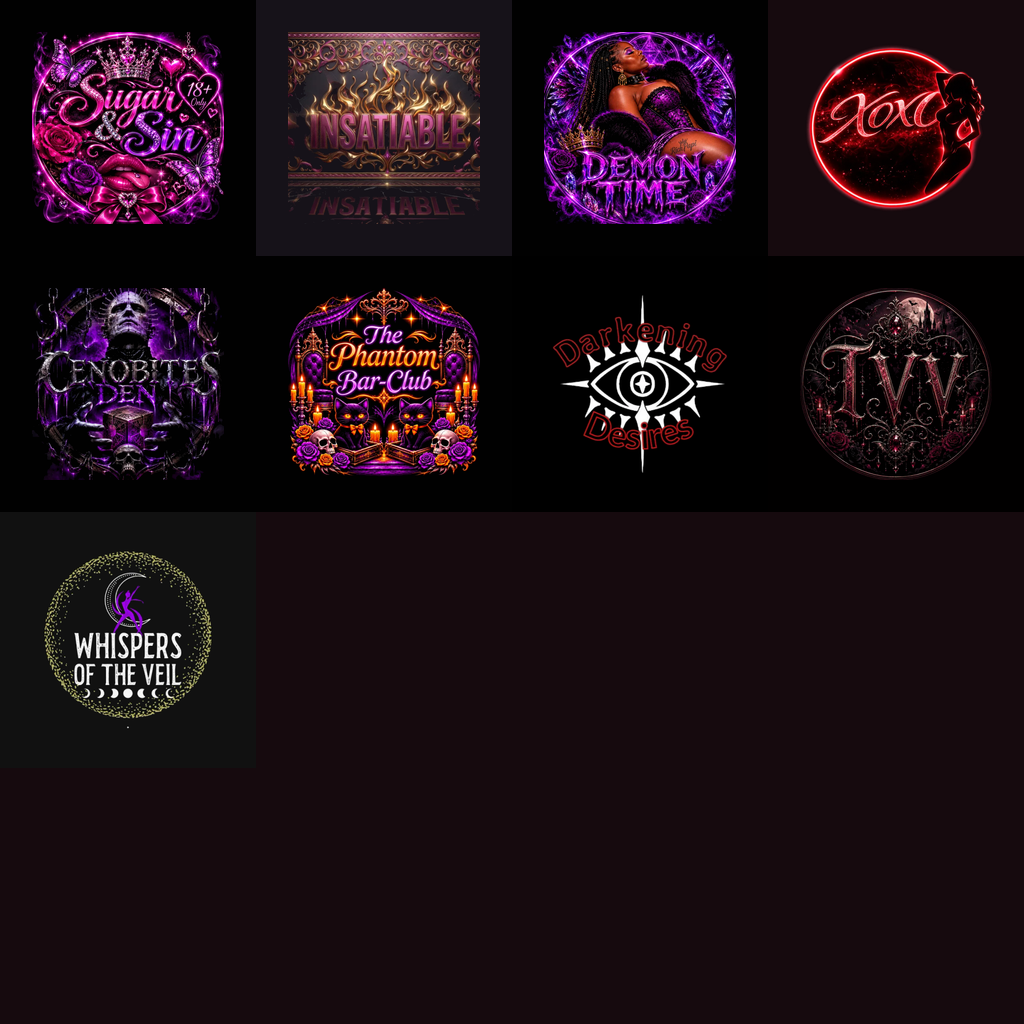 Sugar
&
Sin
18+
Only
INSATIABLE
INSATIABLE
DEMON
TIME
XOXO
CENOBITES
DEN
The
Phantom
Bar-Club
Darkening
Desires
IVV
WHISPERS
OF THE VEIL